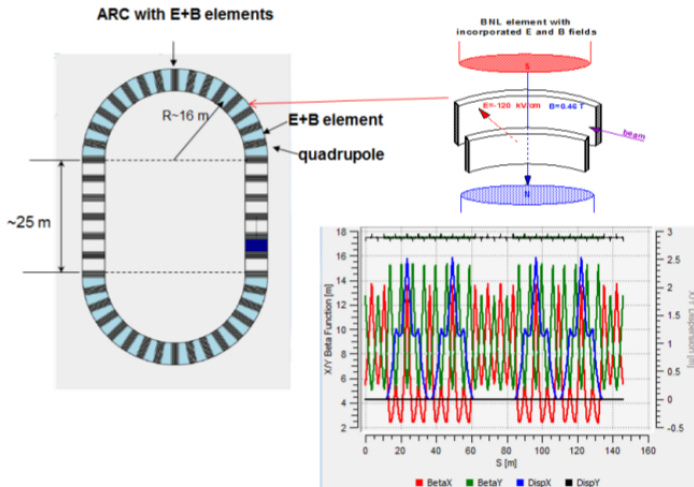 ARC with E+B elements
R~16 m
E+B element
quadrupole
~25 m
BNL element with
incorporated E and B fields
S
E=-120 kV/cm
B=0.46 T
beam
N
18
16
14
12
10
8
6
4
2
X/Y Beta Function [m]
3
2.5
2
1.5
1
0.5
0
-0.5
X/Y Dispersion [m]
0 20 40 60 80 100 120 140 160
S [m]
BetaX BetaY DispX DispY